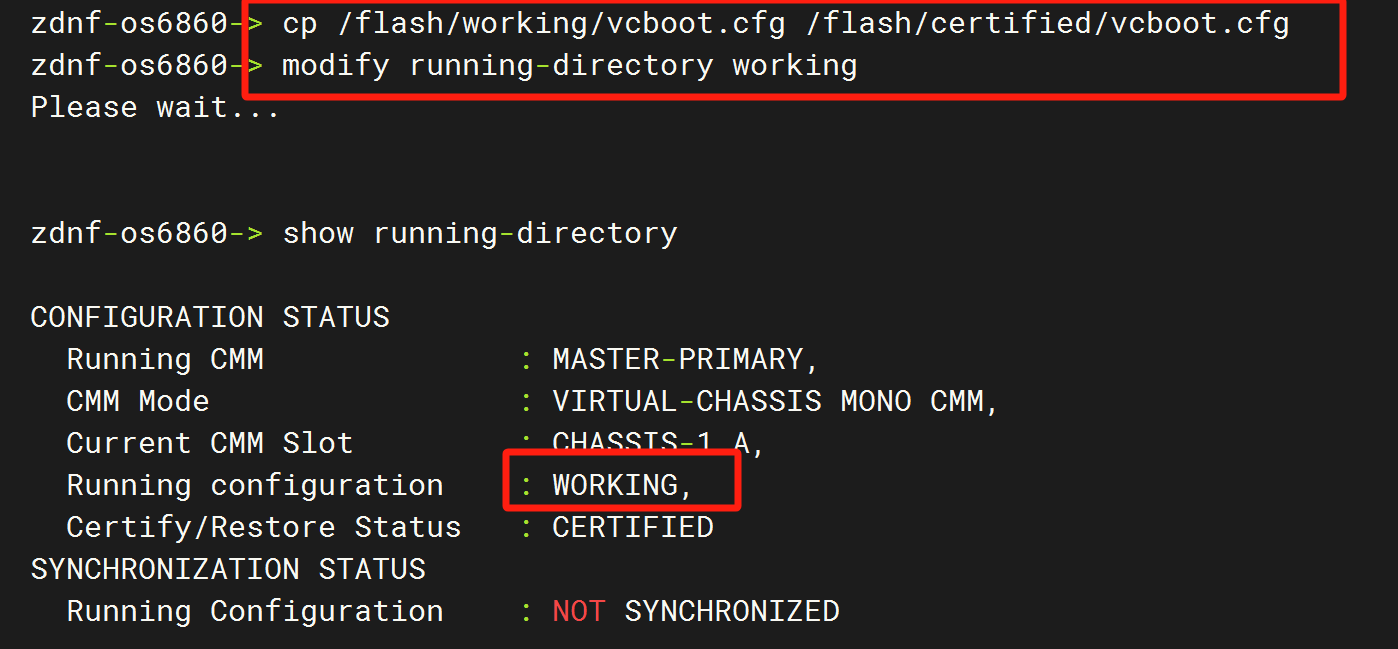 zdnf-os6860-> cp /flash/working/vcboot.cfg /flash/certified/vcboot.cfg
zdnf-os6860-> modify running-directory working
Please wait...
zdnf-os6860-> show running-directory
CONFIGURATION STATUS
Running CMM : MASTER-PRIMARY,
CMM Mode : VIRTUAL-CHASSIS MONO CMM,
Current CMM Slot : CHASSIS-1 A,
Running configuration : WORKING,
Certify/Restore Status : CERTIFIED
SYNCHRONIZATION STATUS
Running Configuration : NOT SYNCHRONIZED